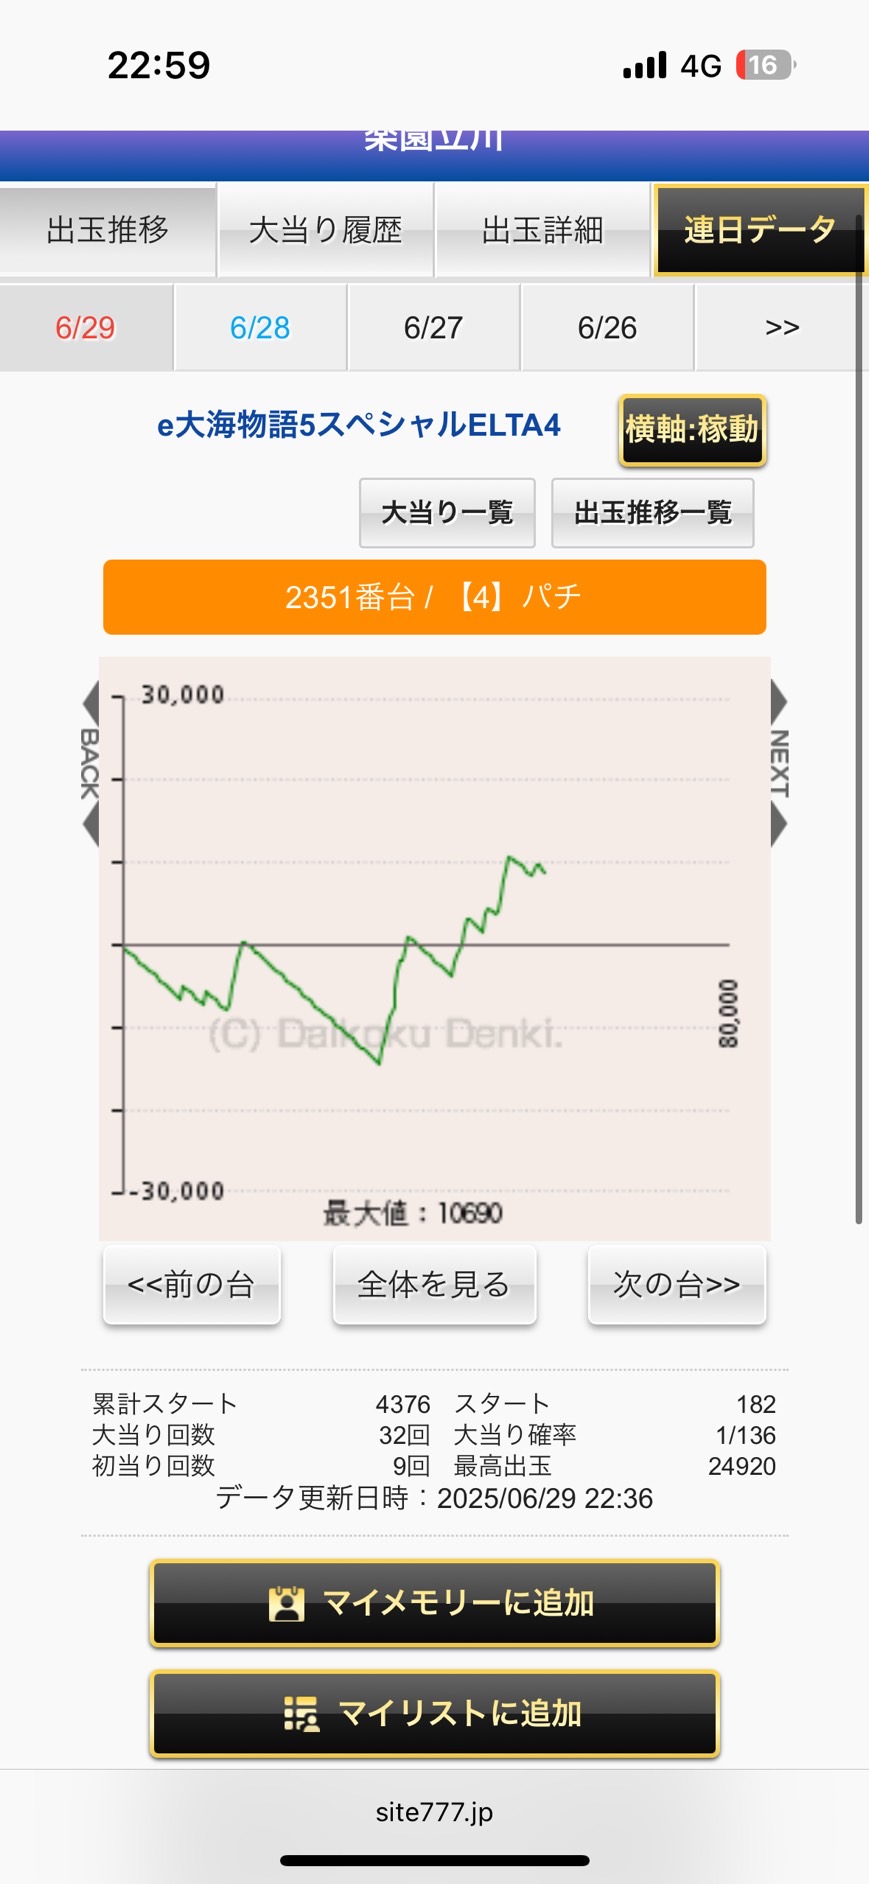 22:59 4G 16
楽園立川
出玉推移 大当り履歴 出玉詳細 連日データ
6/29 6/28 6/27 6/26 >>
e大海物語5スペシャルELTA4 横軸:稼動
大当り一覧 出玉推移一覧
2351番台 / 【4】パチ
30,000
BACK
NEXT
80,000
(C) Daikoku Denki.
-30,000
最大値：10690
<<前の台 全体を見る 次の台>>
累計スタート 4376 スタート 182
大当り回数 32回 大当り確率 1/136
初当り回数 9回 最高出玉 24920
データ更新日時：2025/06/29 22:36
マイメモリーに追加
マイリストに追加
site777.jp